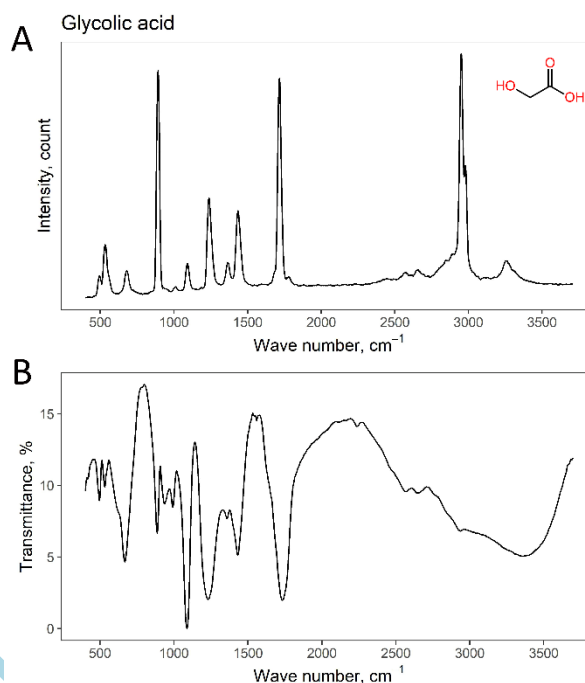 Glycolic acid
A
Intensity, count
O
HO
OH
500 1000 1500 2000 2500 3000 3500
Wave number, cm⁻¹
B
Transmittance, %
15
10
5
0
500 1000 1500 2000 2500 3000 3500
Wave number, cm⁻¹